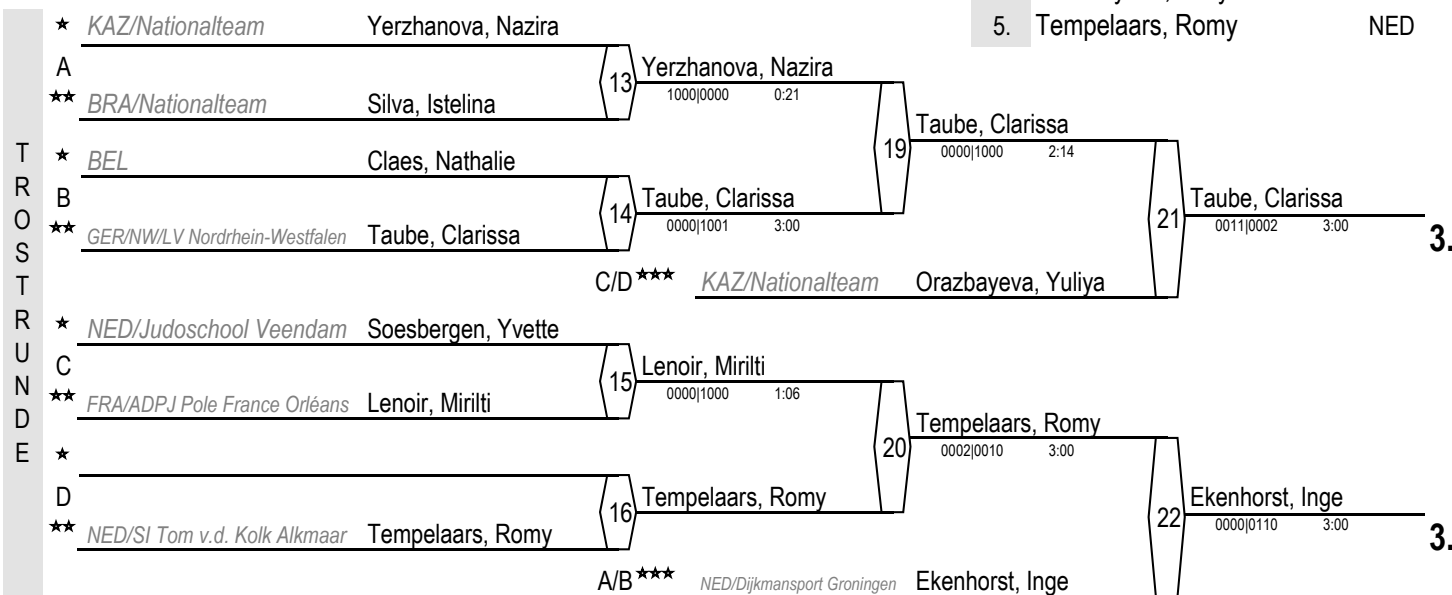 ★ KAZ/Nationalteam Yerzhanova, Nazira
5. Tempelaars, Romy NED
A
13 Yerzhanova, Nazira
1000|0000 0:21
★★ BRA/Nationalteam Silva, Istelina
19 Taube, Clarissa
0000|1000 2:14
TROSTRUNDE
★ BEL Claes, Nathalie
B
14 Taube, Clarissa
0000|1001 3:00
21 Taube, Clarissa
0011|0002 3:00
3.
★★ GER/NW/LV Nordrhein-Westfalen Taube, Clarissa
C/D ★★★ KAZ/Nationalteam Orazbayeva, Yuliya
★ NED/Judoschool Veendam Soesbergen, Yvette
C
15 Lenoir, Mirilti
0000|1000 1:06
★★ FRA/ADPJ Pole France Orléans Lenoir, Mirilti
20 Tempelaars, Romy
0002|0010 3:00
★
D
16 Tempelaars, Romy
22 Ekenhorst, Inge
0000|0110 3:00
3.
★★ NED/SI Tom v.d. Kolk Alkmaar Tempelaars, Romy
A/B ★★★ NED/Dijkmansport Groningen Ekenhorst, Inge